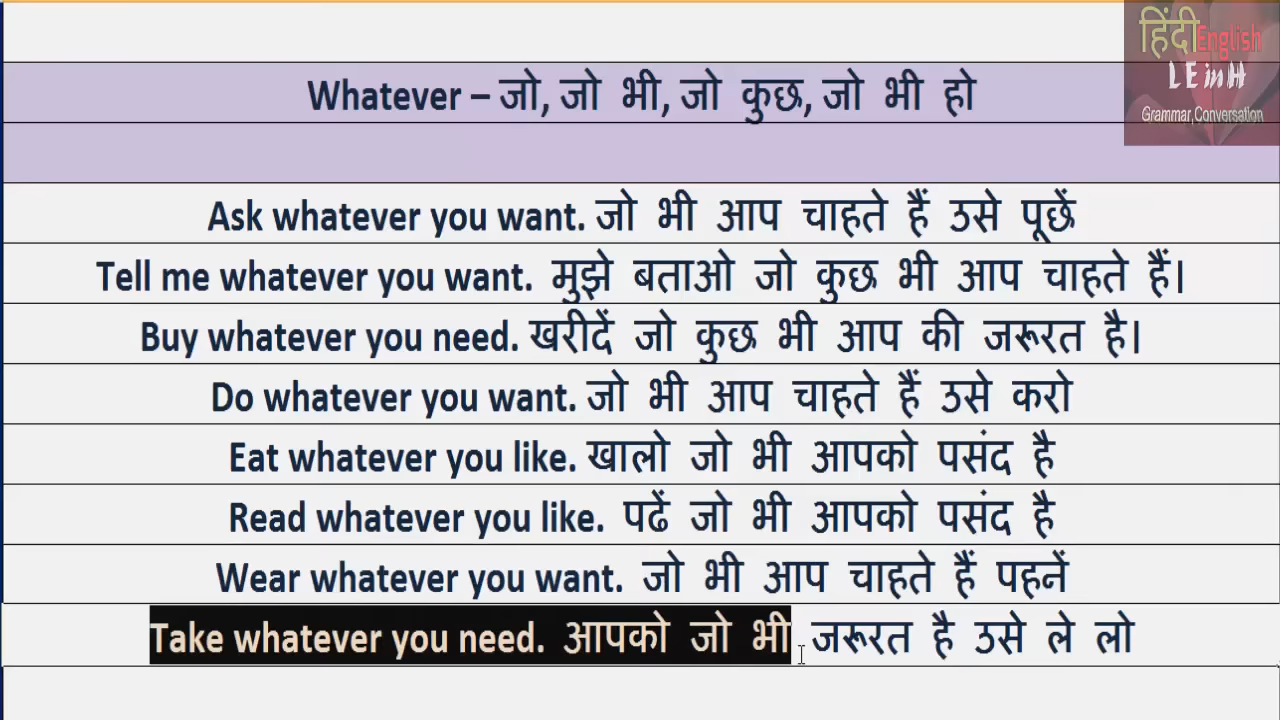 हिंदी English
LE in H
Grammar,Conversation
Whatever – जो, जो भी, जो कुछ, जो भी हो
Ask whatever you want. जो भी आप चाहते हैं उसे पूछें
Tell me whatever you want. मुझे बताओ जो कुछ भी आप चाहते हैं।
Buy whatever you need. खरीदें जो कुछ भी आप की जरूरत है।
Do whatever you want. जो भी आप चाहते हैं उसे करो
Eat whatever you like. खालो जो भी आपको पसंद है
Read whatever you like. पढें जो भी आपको पसंद है
Wear whatever you want. जो भी आप चाहते हैं पहनें
Take whatever you need. आपको जो भी जरूरत है उसे ले लो